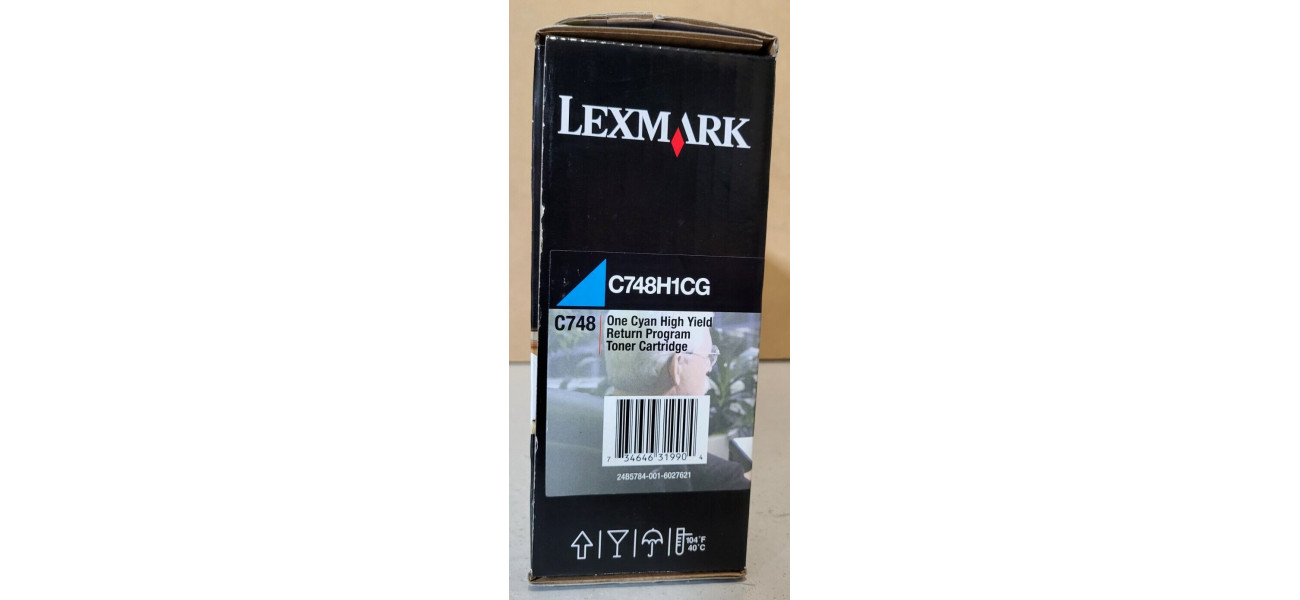 LEXMARK
C748H1CG
C748
One Cyan High Yield
Return Program
Toner Cartridge
7 34646 31990 4
24B5784-001-6027621
104°F
40°C